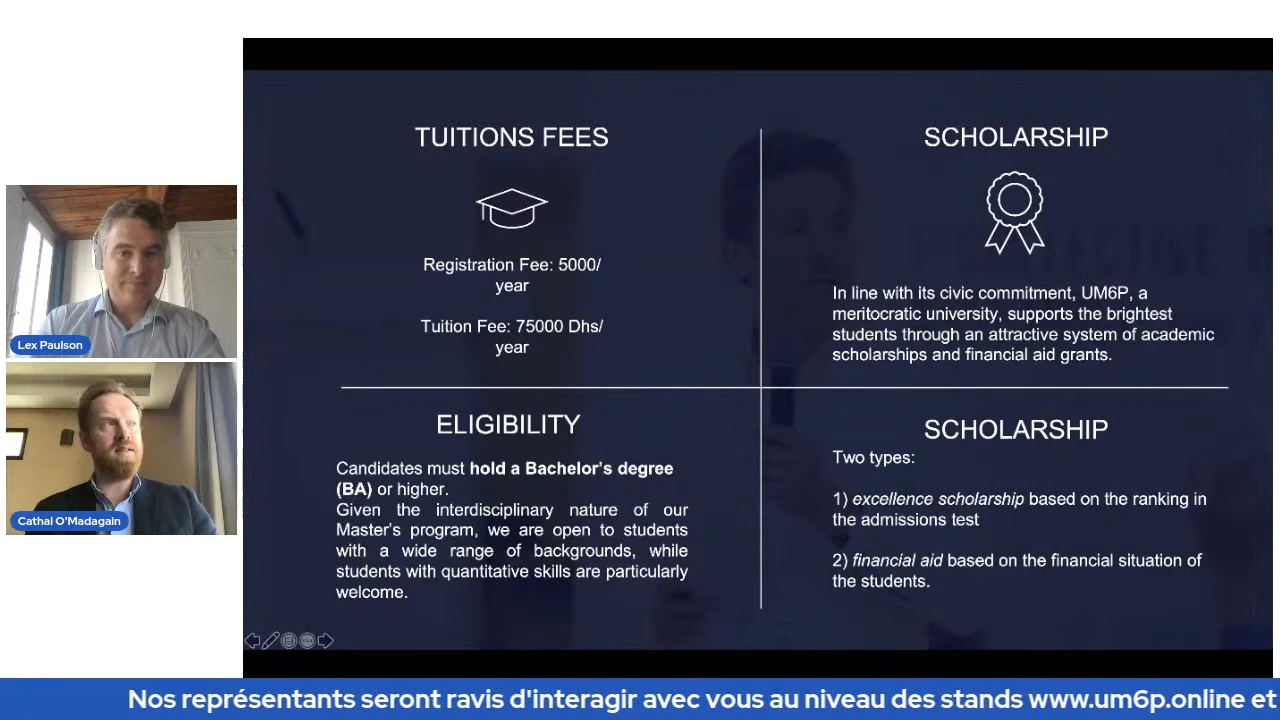 TUITIONS FEES
Registration Fee: 5000/
year
Tuition Fee: 75000 Dhs/
year
SCHOLARSHIP
In line with its civic commitment, UM6P, a
meritocratic university, supports the brightest
students through an attractive system of academic
scholarships and financial aid grants.
ELIGIBILITY
Candidates must hold a Bachelor's degree
(BA) or higher.
Given the interdisciplinary nature of our
Master's program, we are open to students
with a wide range of backgrounds, while
students with quantitative skills are particularly
welcome.
SCHOLARSHIP
Two types:
1) excellence scholarship based on the ranking in
the admissions test
2) financial aid based on the financial situation of
the students.
Lex Paulson
Cathal O'Madagain
Nos représentants seront ravis d'interagir avec vous au niveau des stands www.um6p.online et